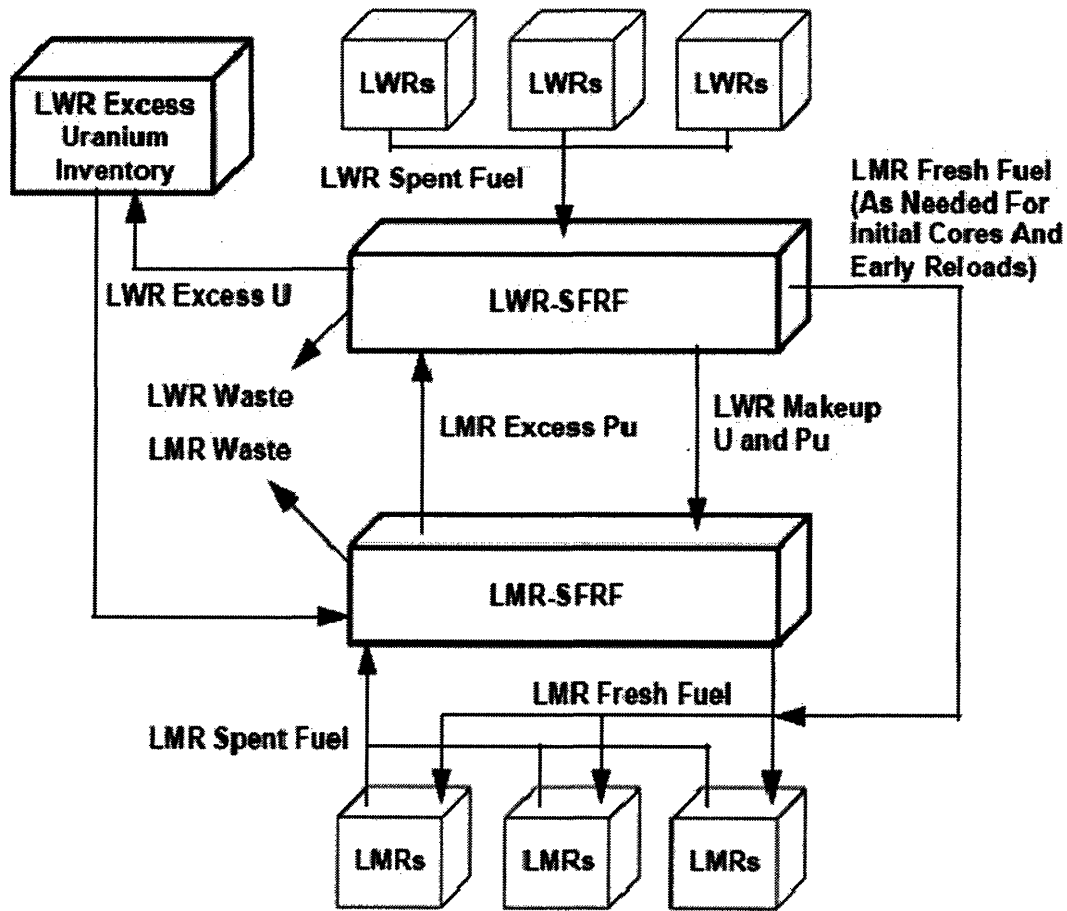 LWRs
LWRs
LWRs
LWR Excess
Uranium
Inventory
LWR Spent Fuel
LMR Fresh Fuel
(As Needed For
Initial Cores And
Early Reloads)
LWR Excess U
LWR-SFRF
LWR Waste
LMR Waste
LMR Excess Pu
LWR Makeup
U and Pu
LMR-SFRF
LMR Fresh Fuel
LMR Spent Fuel
LMRs
LMRs
LMRs